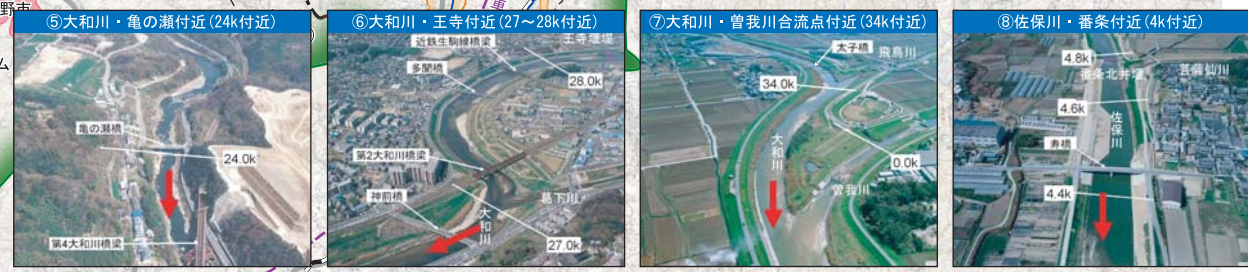 野市
ム
重
⑤大和川・亀の瀬付近(24k付近)
亀の瀬橋
24.0k
第4大和川橋梁
⑥大和川・王寺付近(27～28k付近)
近鉄生駒線橋梁
王寺堰堤
多聞橋
28.0k
第2大和川橋梁
神前橋
葛下川
大和川
27.0k
⑦大和川・曽我川合流点付近(34k付近)
太子橋
飛鳥川
34.0k
大和川
0.0k
曽我川
⑧佐保川・番条付近(4k付近)
4.8k
番条北井堰
菩薩仙川
4.6k
佐保川
寿橋
4.4k